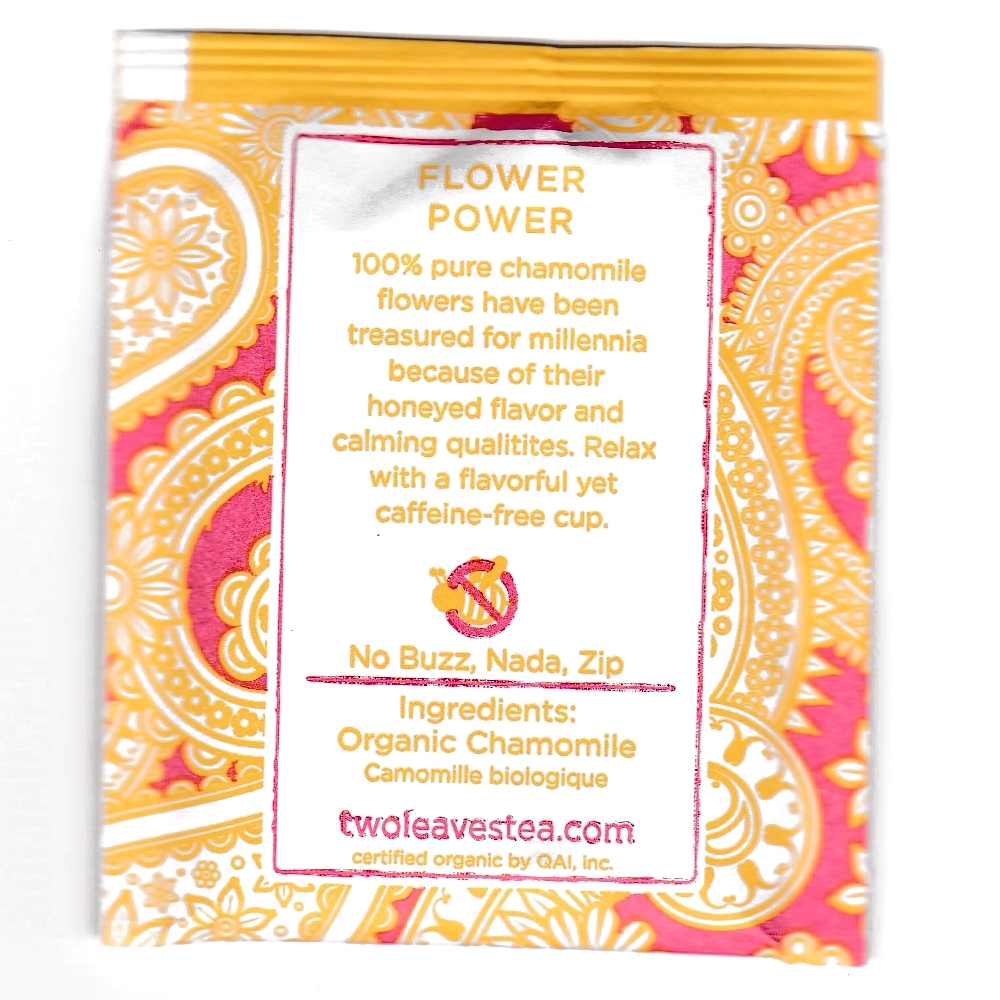 FLOWER
POWER
100% pure chamomile
flowers have been
treasured for millennia
because of their
honeyed flavor and
calming qualitites. Relax
with a flavorful yet
caffeine-free cup.
No Buzz, Nada, Zip
Ingredients:
Organic Chamomile
Camomille biologique
twoleavestea.com
certified organic by QAI, inc.